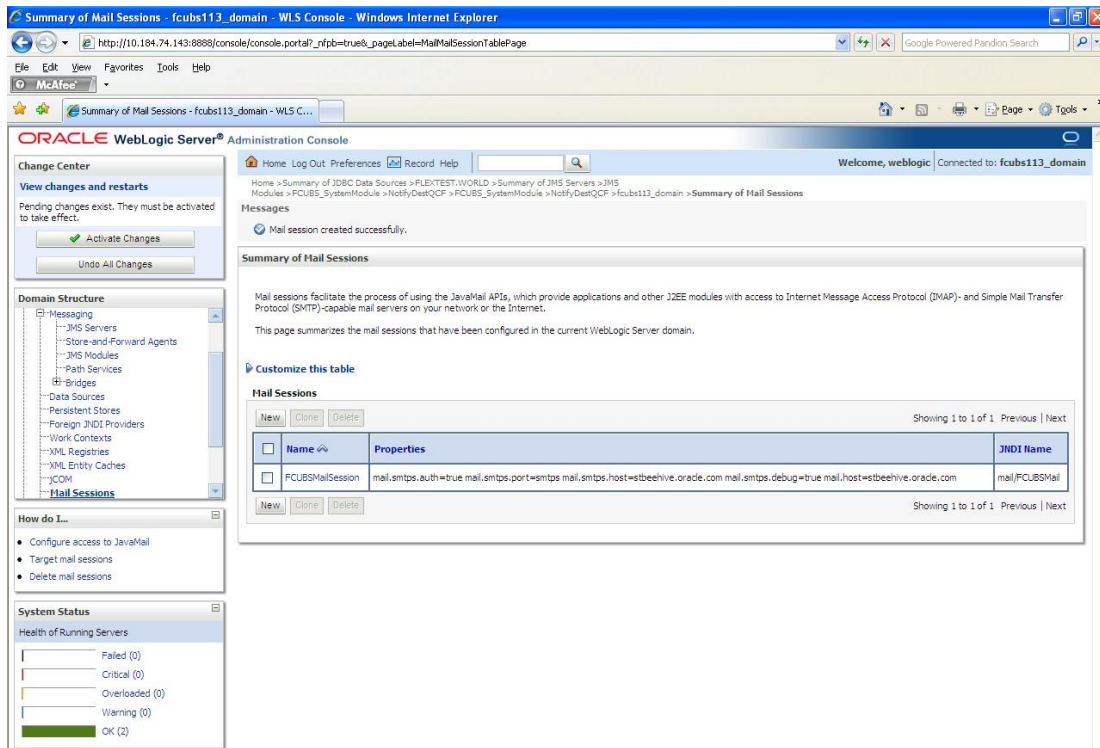 Summary of Mail Sessions - fcubs113_domain - WLS Console - Windows Internet Explorer
http://10.184.74.143:8888/console/console.portal?_nfpb=true&_pageLabel=MailMailSessionTablePage
Google Powered Pandion Search
File Edit View Favorites Tools Help
McAfee
Summary of Mail Sessions - fcubs113_domain - WLS C...
Page Tools
ORACLE WebLogic Server® Administration Console
Change Center
View changes and restarts
Pending changes exist. They must be activated
to take effect.
Activate Changes
Undo All Changes
Domain Structure
Messaging
JMS Servers
Store-and-Forward Agents
JMS Modules
Path Services
Bridges
Data Sources
Persistent Stores
Foreign JNDI Providers
Work Contexts
XML Registries
XML Entity Caches
jCOM
Mail Sessions
How do I...
Configure access to JavaMail
Target mail sessions
Delete mail sessions
System Status
Health of Running Servers
Failed (0)
Critical (0)
Overloaded (0)
Warning (0)
OK (2)
Home Log Out Preferences Record Help
Welcome, weblogic Connected to: fcubs113_domain
Home >Summary of JDBC Data Sources >FLEXTEST.WORLD >Summary of JMS Servers >JMS
Modules >FCUBS_SystemModule >NotifyDestQCF >FCUBS_SystemModule >NotifyDestQCF >fcubs113_domain >Summary of Mail Sessions
Messages
Mail session created successfully.
Summary of Mail Sessions
Mail sessions facilitate the process of using the JavaMail APIs, which provide applications and other J2EE modules with access to Internet Message Access Protocol (IMAP)- and Simple Mail Transfer
Protocol (SMTP)-capable mail servers on your network or the Internet.
This page summarizes the mail sessions that have been configured in the current WebLogic Server domain.
Customize this table
Mail Sessions
New Clone Delete Showing 1 to 1 of 1 Previous | Next
Name Properties JNDI Name
FCUBSMailSession mail.smtps.auth=true mail.smtps.port=smtps mail.smtps.host=stbeehive.oracle.com mail.smtps.debug=true mail.host=stbeehive.oracle.com mail/FCUBSMail
New Clone Delete Showing 1 to 1 of 1 Previous | Next